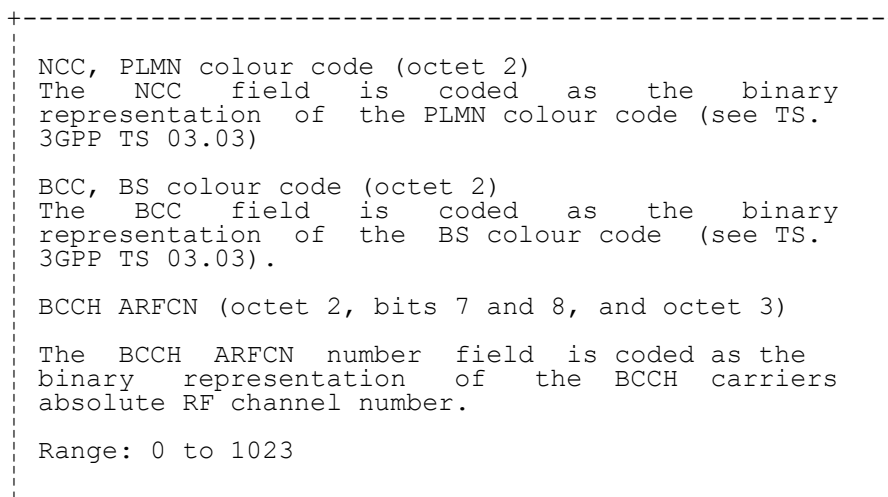 NCC, PLMN colour code (octet 2)
The NCC field is coded as the binary
representation of the PLMN colour code (see TS.
3GPP TS 03.03)
BCC, BS colour code (octet 2)
The BCC field is coded as the binary
representation of the BS colour code (see TS.
3GPP TS 03.03).
BCCH ARFCN (octet 2, bits 7 and 8, and octet 3)
The BCCH ARFCN number field is coded as the
binary representation of the BCCH carriers
absolute RF channel number.
Range: 0 to 1023